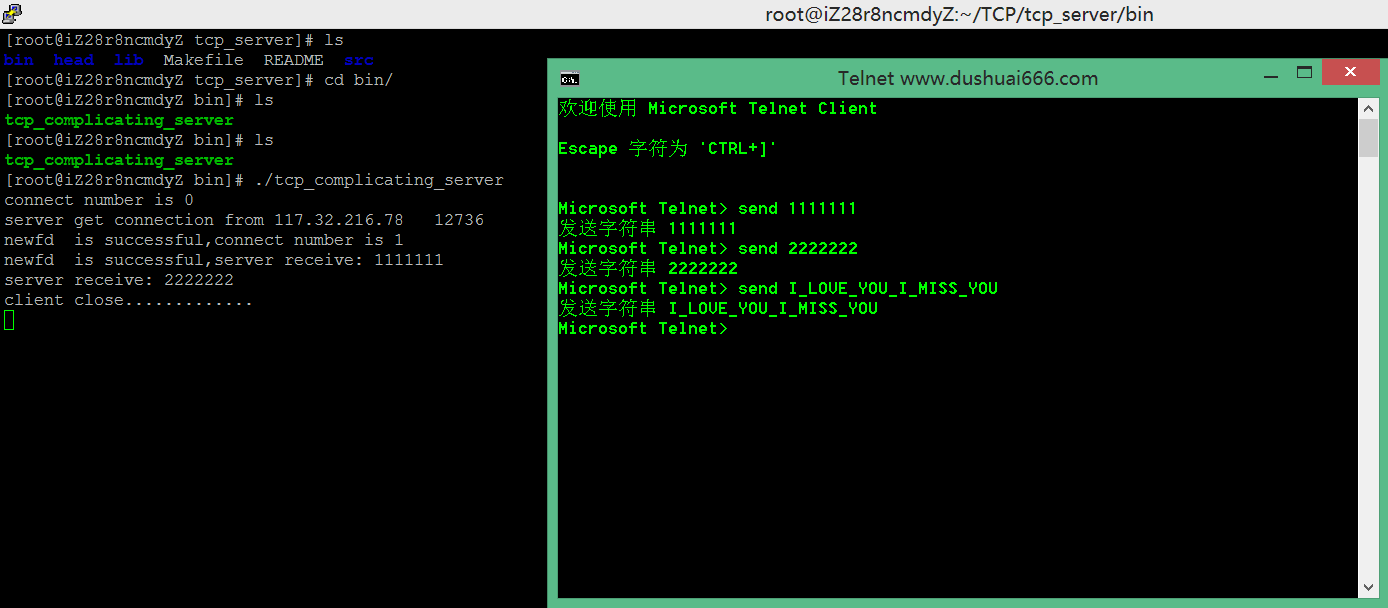 root@iZ28r8ncmdyZ:~/TCP/tcp_server/bin
[root@iZ28r8ncmdyZ tcp_server]# ls
bin head lib Makefile README src
[root@iZ28r8ncmdyZ tcp_server]# cd bin/
[root@iZ28r8ncmdyZ bin]# ls
tcp_complicating_server
[root@iZ28r8ncmdyZ bin]# ls
tcp_complicating_server
[root@iZ28r8ncmdyZ bin]# ./tcp_complicating_server
connect number is 0
server get connection from 117.32.216.78 12736
newfd is successful,connect number is 1
newfd is successful,server receive: 1111111
server receive: 2222222
client close.............
Telnet www.dushuai666.com
欢迎使用 Microsoft Telnet Client
Escape 字符为 'CTRL+]'
Microsoft Telnet> send 1111111
发送字符串 1111111
Microsoft Telnet> send 2222222
发送字符串 2222222
Microsoft Telnet> send I_LOVE_YOU_I_MISS_YOU
发送字符串 I_LOVE_YOU_I_MISS_YOU
Microsoft Telnet>